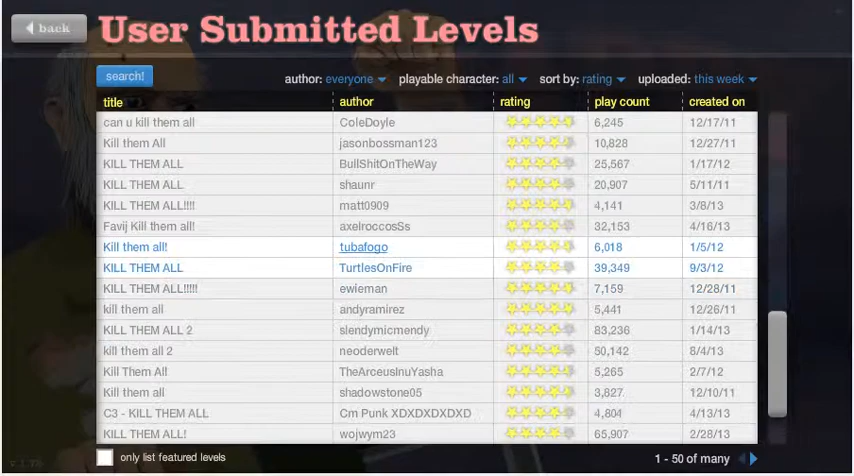 back
User Submitted Levels
search! author: everyone playable character: all sort by: rating uploaded: this week
title author rating play count created on
can u kill them all ColeDoyle 6,245 12/17/11
Kill them All jasonbossman123 10,828 12/27/11
KILL THEM ALL BullShitOnTheWay 25,567 1/17/12
KILL THEM ALL shaunr 20,907 5/11/11
KILL THEM ALL!!!! matt0909 4,141 3/8/13
Favij Kill them all! axelroccosSs 32,153 4/16/13
Kill them all! tubafogo 6,018 1/5/12
KILL THEM ALL TurtlesOnFire 39,349 9/3/12
KILL THEM ALL!!!!! ewieman 7,159 12/28/11
kill them all andyramirez 5,441 12/26/11
KILL THEM ALL 2 slendymicmendy 83,236 1/14/13
kill them all 2 neoderwelt 50,142 8/4/13
Kill Them All TheArceusInuYasha 5,265 2/7/12
Kill them all shadowstone05 3,827 12/10/11
C3 - KILL THEM ALL Cm Punk XDXDXDXDXD 4,804 4/13/13
KILL THEM ALL! wojwym23 65,907 2/28/13
only list featured levels 1 - 50 of many